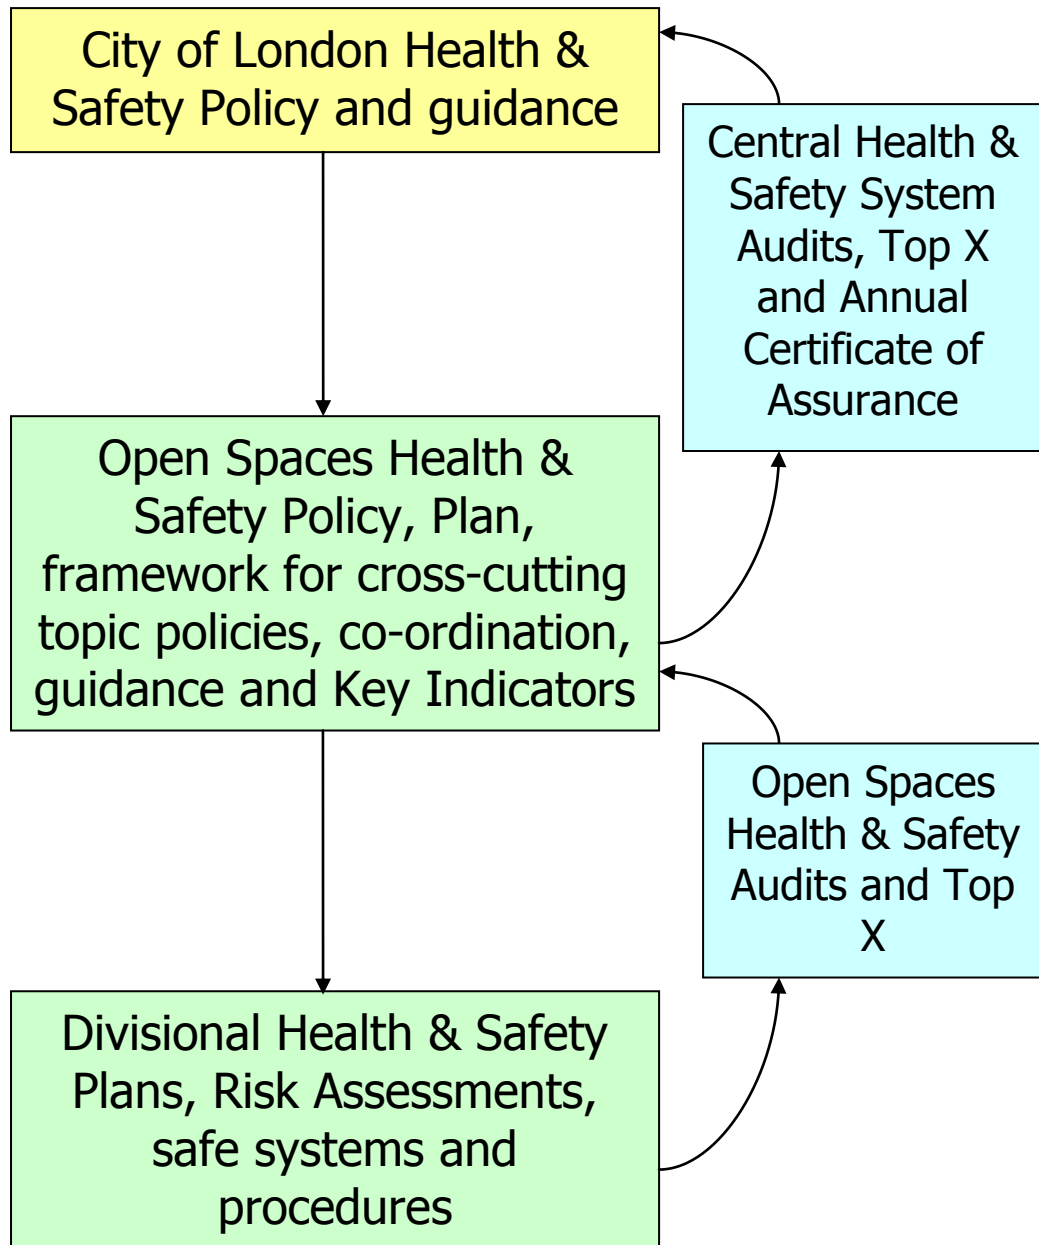 City of London Health &
Safety Policy and guidance
Central Health &
Safety System
Audits, Top X
and Annual
Certificate of
Assurance
Open Spaces Health &
Safety Policy, Plan,
framework for cross-cutting
topic policies, co-ordination,
guidance and Key Indicators
Open Spaces
Health & Safety
Audits and Top
X
Divisional Health & Safety
Plans, Risk Assessments,
safe systems and
procedures